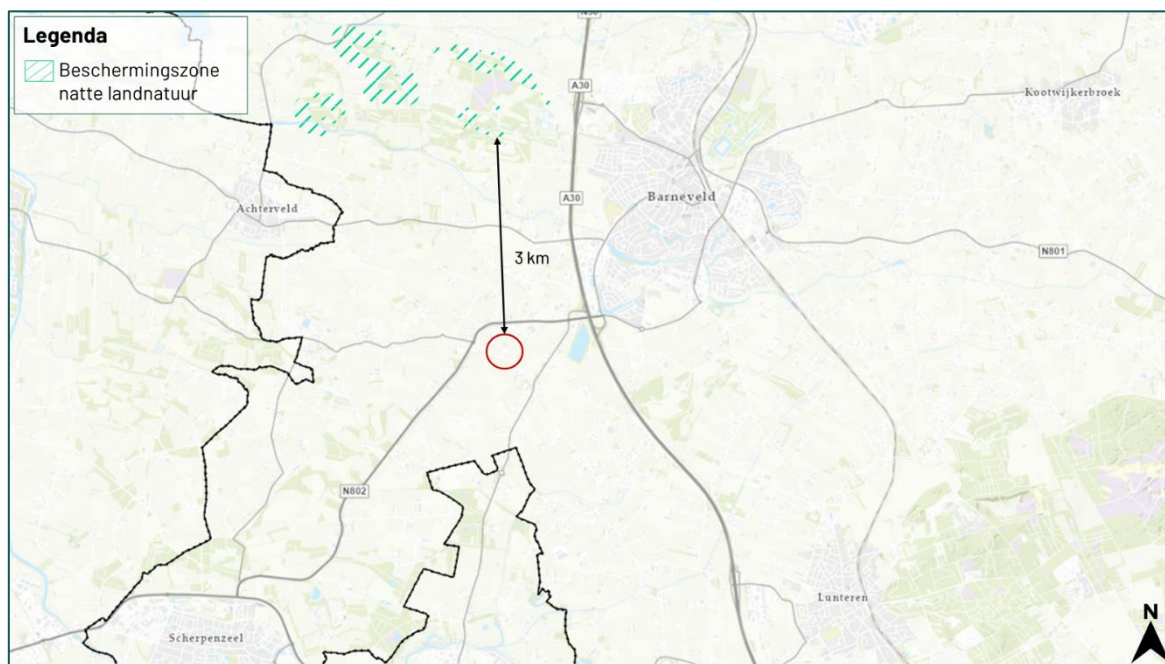 Legenda
Beschermingszone
natte landnatuur
A30
Kootwijkerbroek
Achterveld
A30
Barneveld
N801
3 km
N802
Lunteren
Scherpenzeel
N